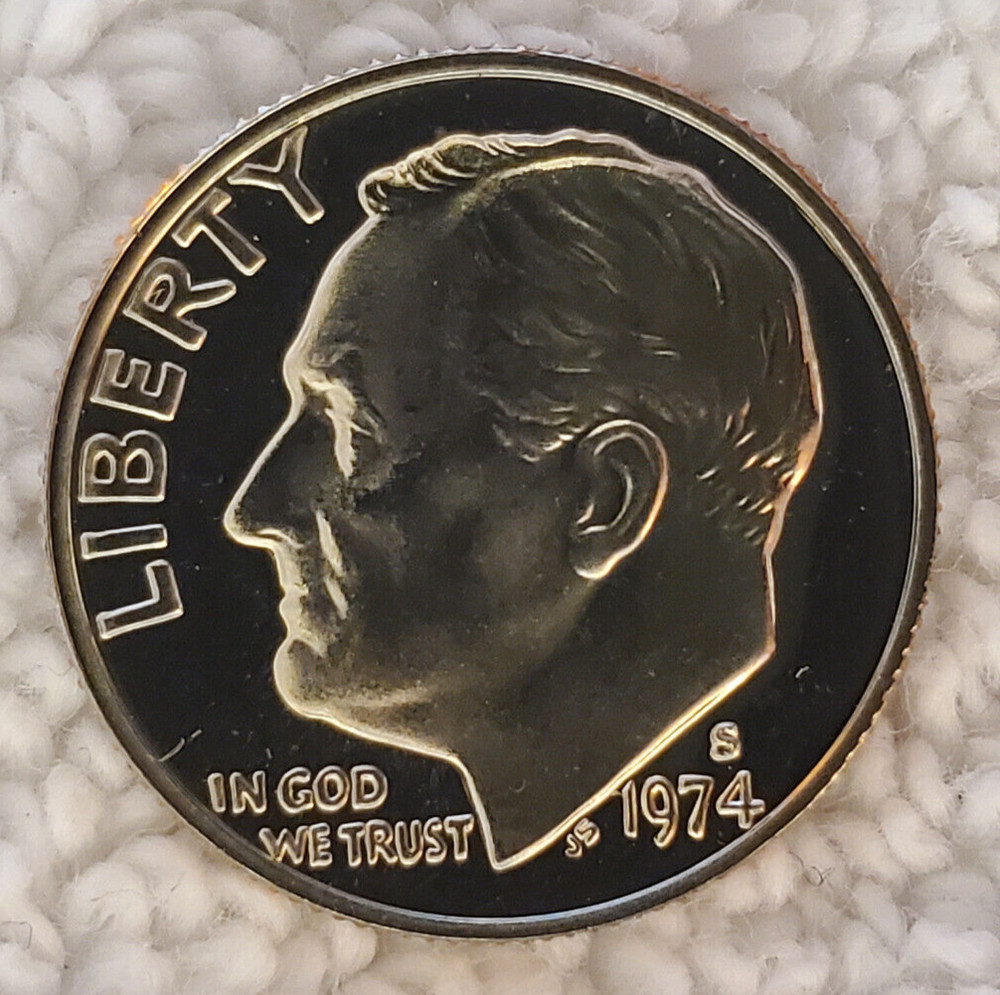 LIBERTY
IN GOD
WE TRUST
JS
S
1974